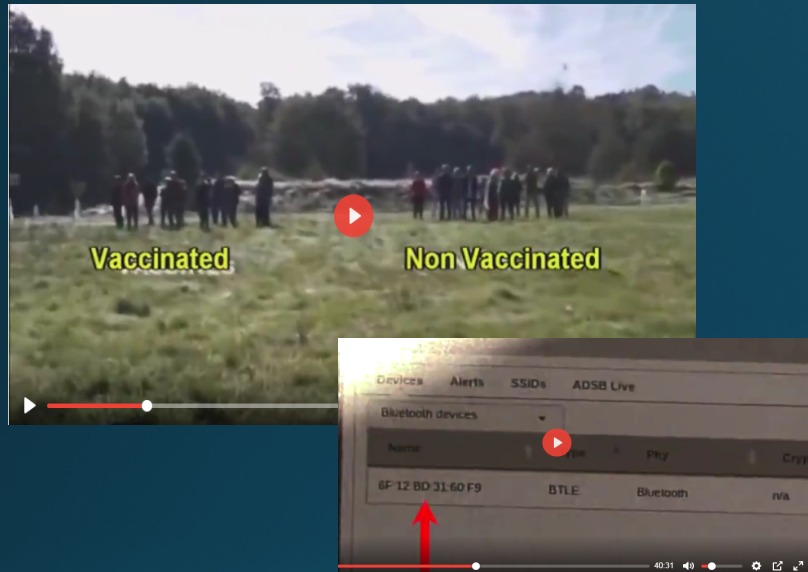 Vaccinated
Non Vaccinated
Devices Alerts SSIDs ADSB Live
Bluetooth devices
Name Phy
6F:12:BD:31:60:F9 BTLE Bluetooth n/a
40:31